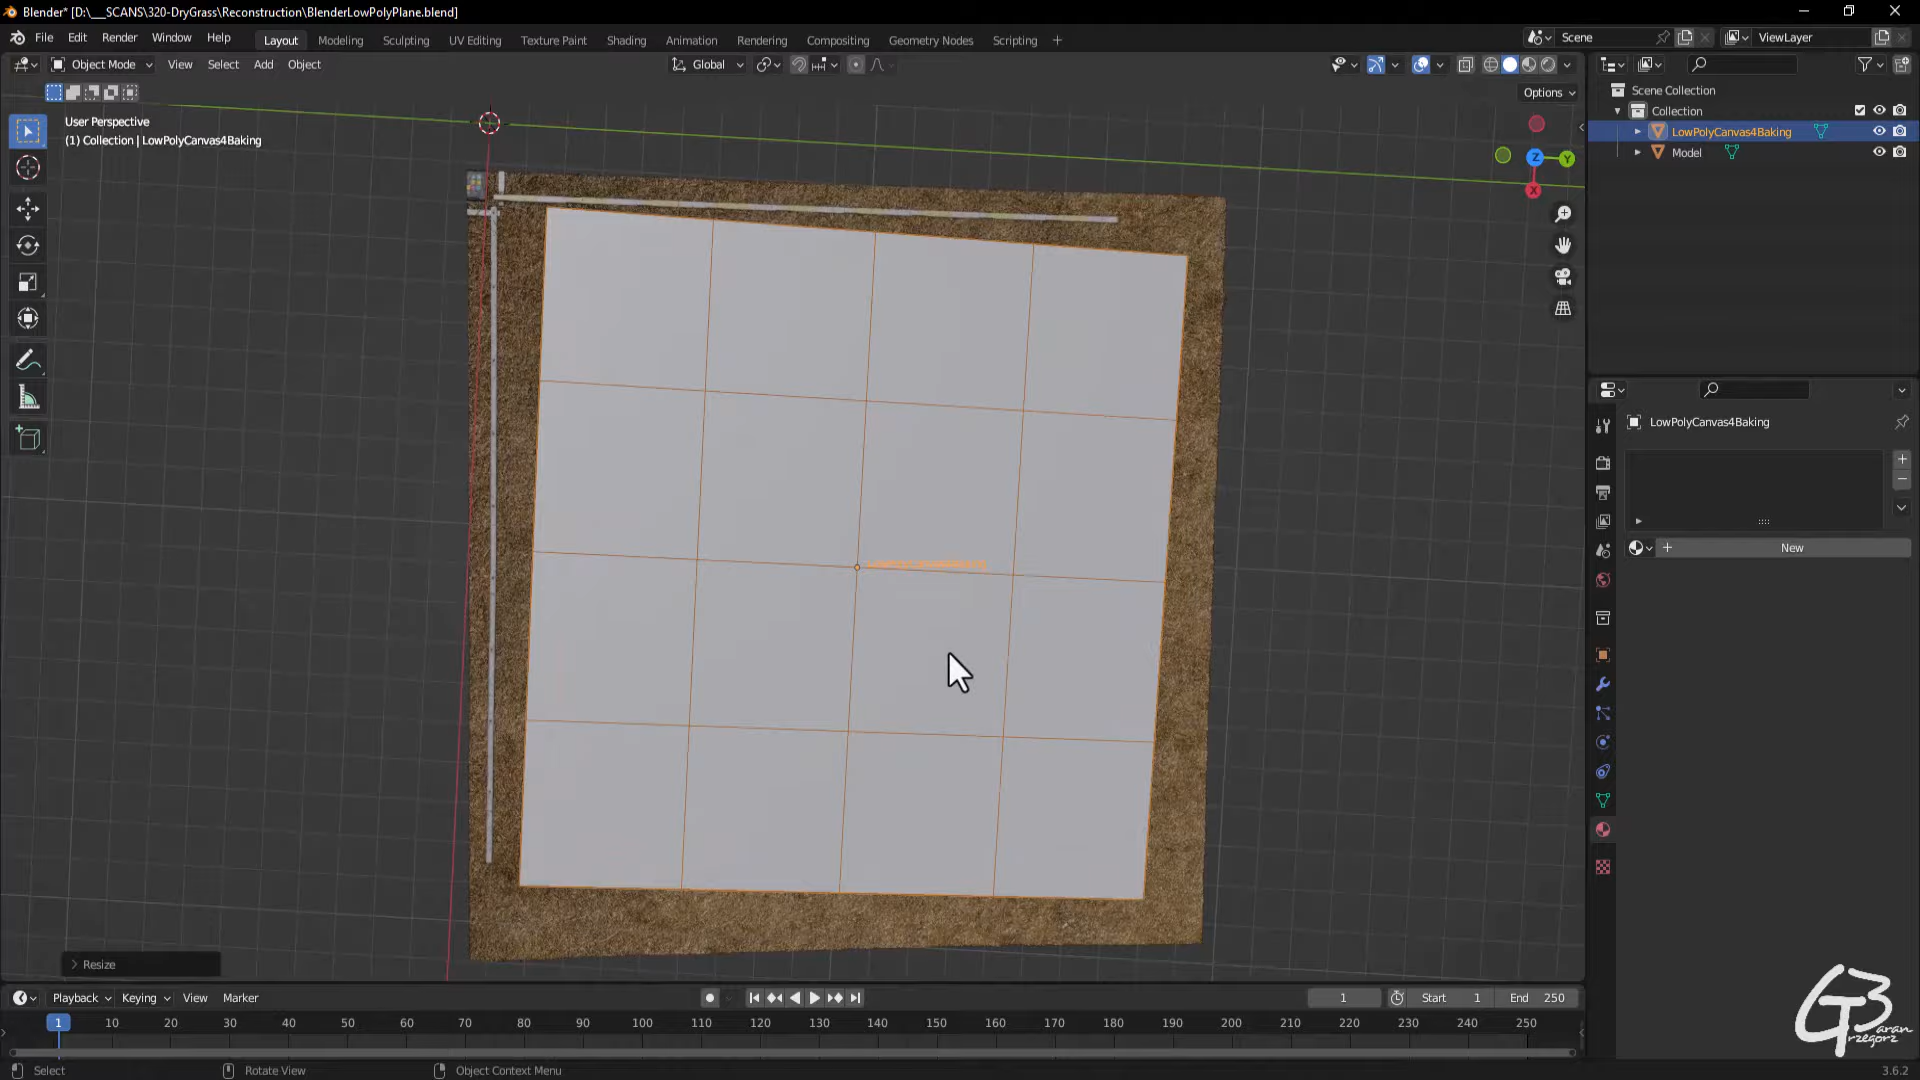 Blender* [D:\___SCANS\320-DryGrass\Reconstruction\BlenderLowPolyPlane.blend]
File Edit Render Window Help Layout Modeling Sculpting UV Editing Texture Paint Shading Animation Rendering Compositing Geometry Nodes Scripting + Scene ViewLayer
Object Mode View Select Add Object Global
Options
Scene Collection
Collection
LowPolyCanvas4Baking
Model
User Perspective
(1) Collection | LowPolyCanvas4Baking
Z
Y
X
LowPolyCanvas4Baking
New
Resize
Playback Keying View Marker 1 Start 1 End 250
1 10 20 30 40 50 60 70 80 90 100 110 120 130 140 150 160 170 180 190 200 210 220 230 240 250
Select Rotate View Object Context Menu 3.6.2
G3
aran
rzegorz